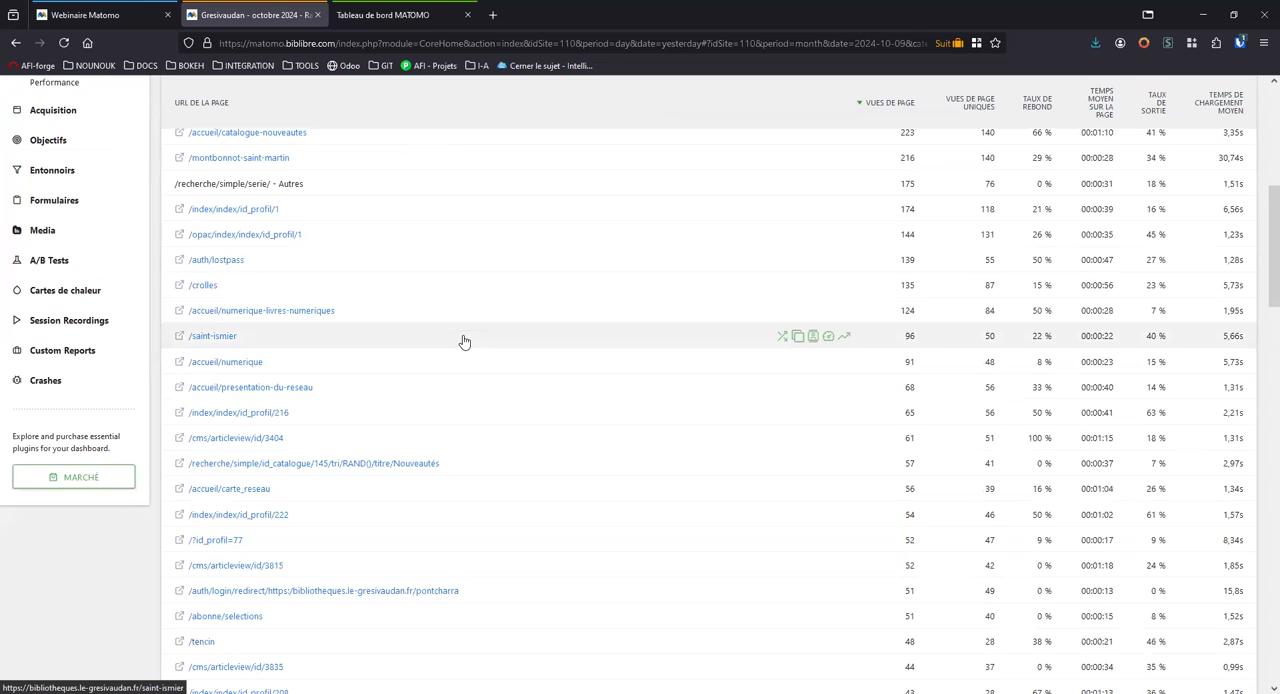 Webinaire Matomo
Gresivaudan - octobre 2024 - Ra
Tableau de bord MATOMO
https://matomo.biblibre.com/index.php?module=CoreHome&action=index&idSite=110&period=day&date=yesterday#?idSite=110&period=month&date=2024-10-09&cate
Suit
AFI-forge NOUNOUK DOCS BOKEH INTEGRATION TOOLS Odoo GIT AFI - Projets I-A Cerner le sujet - Intelli...
Performance
Acquisition
Objectifs
Entonnoirs
Formulaires
Media
A/B Tests
Cartes de chaleur
Session Recordings
Custom Reports
Crashes
Explore and purchase essential
plugins for your dashboard.
MARCHÉ
URL DE LA PAGE VUES DE PAGE VUES DE PAGE UNIQUES TAUX DE REBOND TEMPS MOYEN SUR LA PAGE TAUX DE SORTIE TEMPS DE CHARGEMENT MOYEN
/accueil/catalogue-nouveautes 223 140 66 % 00:01:10 41 % 3,35s
/montbonnot-saint-martin 216 140 29 % 00:00:28 34 % 30,74s
/recherche/simple/serie/ - Autres 175 76 0 % 00:00:31 18 % 1,51s
/index/index/id_profil/1 174 118 21 % 00:00:39 16 % 6,56s
/opac/index/index/id_profil/1 144 131 26 % 00:00:35 45 % 1,23s
/auth/lostpass 139 55 50 % 00:00:47 27 % 1,28s
/crolles 135 87 15 % 00:00:56 23 % 5,73s
/accueil/numerique-livres-numeriques 124 84 50 % 00:00:28 7 % 1,95s
/saint-ismier 96 50 22 % 00:00:22 40 % 5,66s
/accueil/numerique 91 48 8 % 00:00:23 15 % 5,73s
/accueil/presentation-du-reseau 68 56 33 % 00:00:40 14 % 1,31s
/index/index/id_profil/216 65 56 50 % 00:00:41 63 % 2,21s
/cms/articleview/id/3404 61 51 100 % 00:01:15 18 % 1,31s
/recherche/simple/id_catalogue/145/tri/RAND()/titre/Nouveautés 57 41 0 % 00:00:37 7 % 2,97s
/accueil/carte_reseau 56 39 16 % 00:01:04 26 % 1,34s
/index/index/id_profil/222 54 46 50 % 00:01:02 61 % 1,57s
/?id_profil=77 52 47 9 % 00:00:17 9 % 8,34s
/cms/articleview/id/3815 52 42 0 % 00:01:18 24 % 1,85s
/auth/login/redirect/https:/bibliotheques.le-gresivaudan.fr/pontcharra 51 49 0 % 00:00:13 0 % 15,8s
/abonne/selections 51 40 0 % 00:00:15 8 % 1,52s
/tencin 48 28 38 % 00:00:21 46 % 2,87s
/cms/articleview/id/3835 44 37 0 % 00:00:34 35 % 0,99s
/index/index/id_profil/208 43 28 67 % 00:01:13 36 % 1,47s
https://bibliotheques.le-gresivaudan.fr/saint-ismier